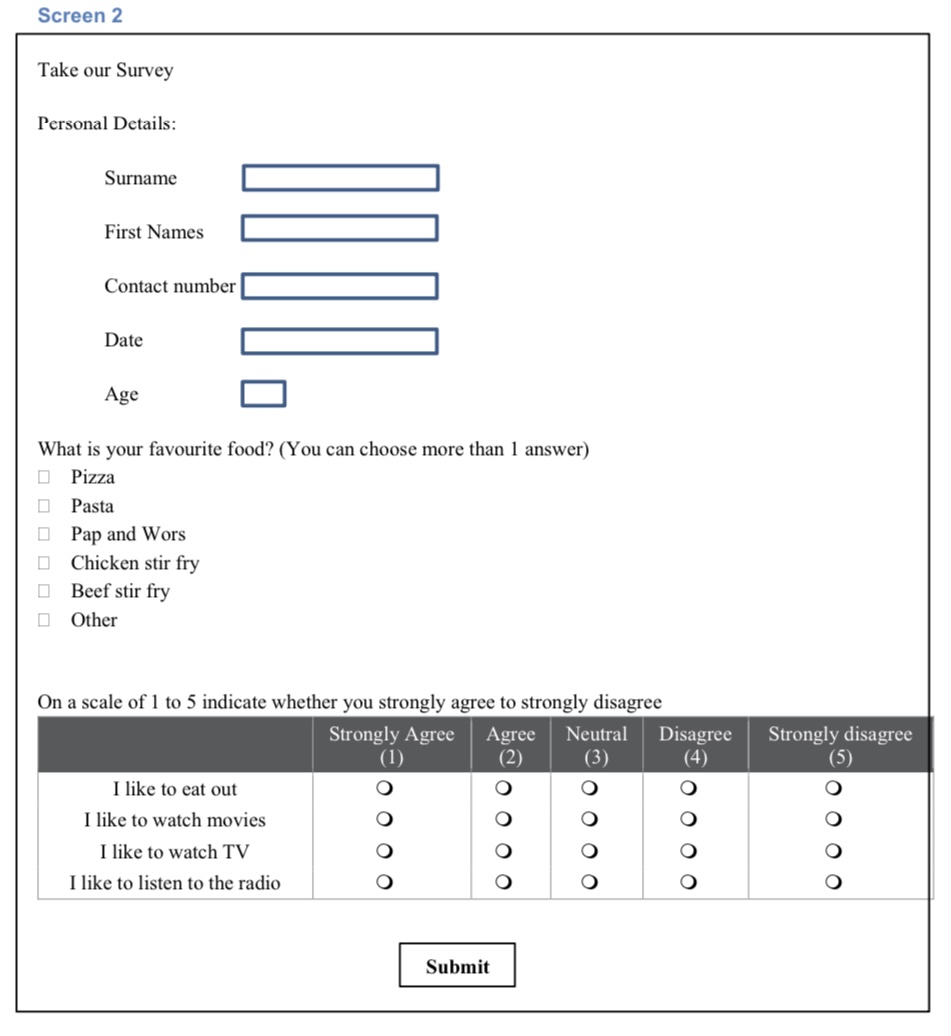 Screen 2
Take our Survey
Personal Details:
Surname
First Names
Contact number
Date
Age
What is your favourite food? (You can choose more than 1 answer)
Pizza
Pasta
Pap and Wors
Chicken stir fry
Beef stir fry
Other
On a scale of 1 to 5 indicate whether you strongly agree to strongly disagree
Strongly Agree Agree Neutral Disagree Strongly disagree
(1) (2) (3) (4) (5)
I like to eat out
I like to watch movies
I like to watch TV
I like to listen to the radio
Submit